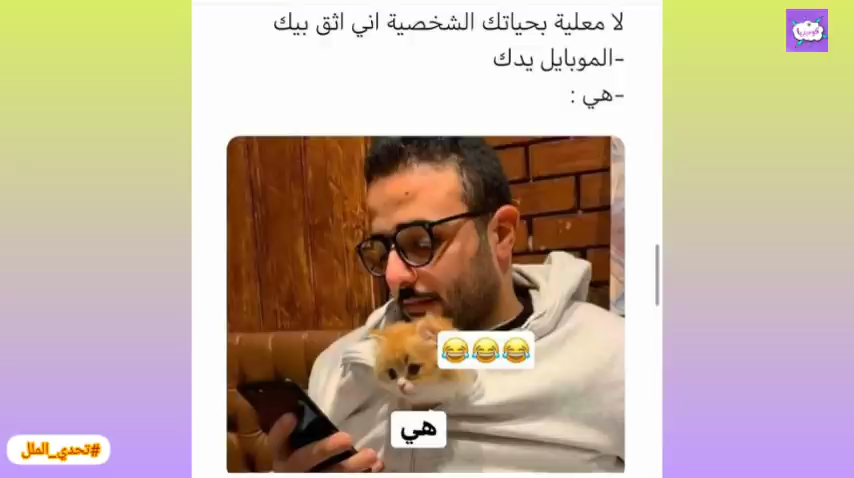 لا معلية بحياتك الشخصية اني اثق بيك
-الموبايل يدك
-هي :
😂😂😂
هي
#تحدي_الملل